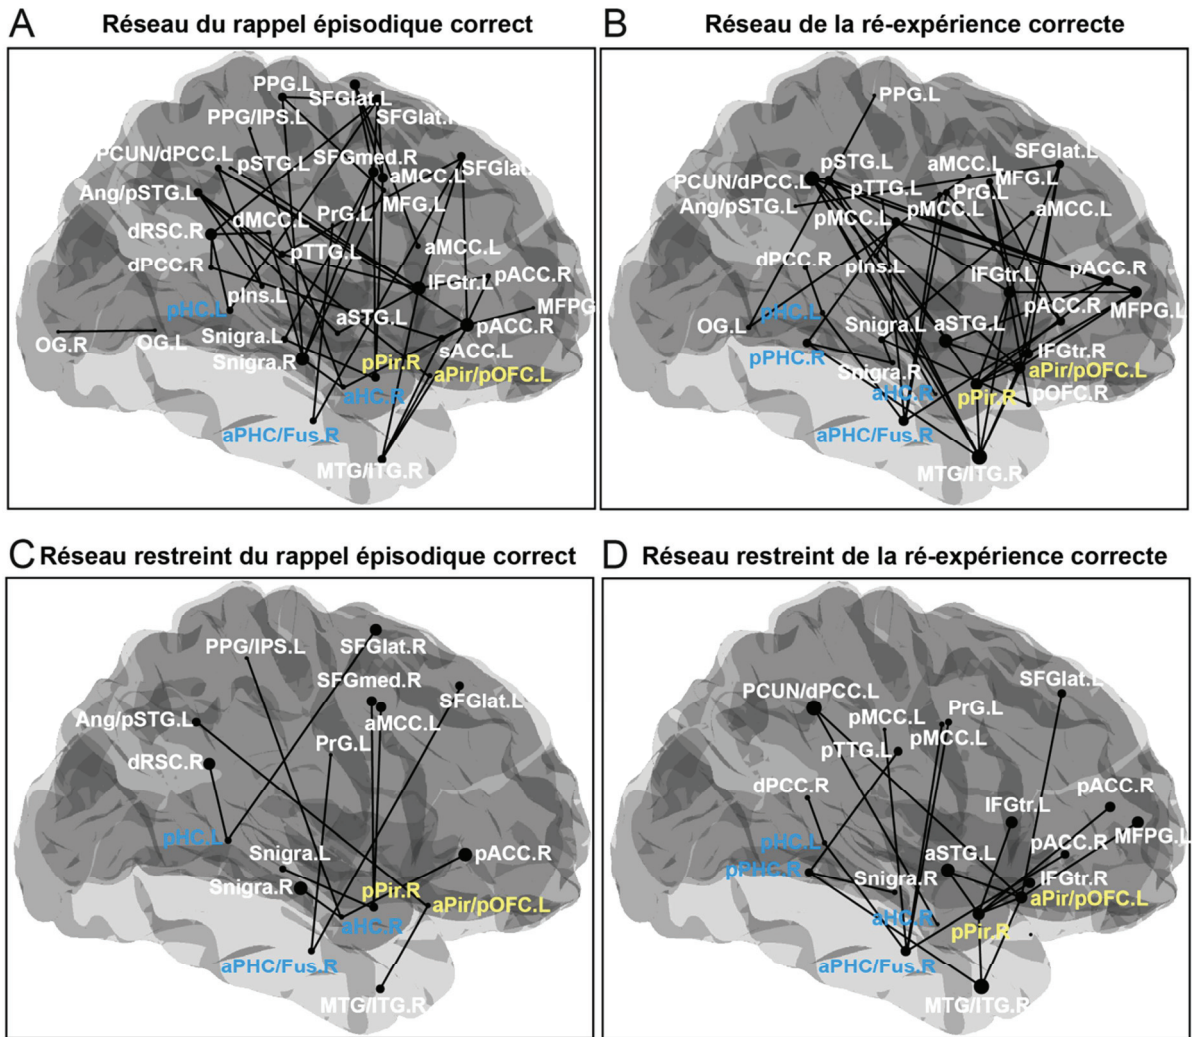 A Réseau du rappel épisodique correct
PPG.L
SFGlat.L
PPG/IPS.L
SFGlat.
PCUN/dPCC.L
pSTG.L
SFGmed.R
SFGlat.
aMCC.L
Ang/pSTG.L
MFG.L
PrG.L
dMCC.L
dRSC.R
pTTG.L
aMCC.L
dPCC.R
IFGtr.L
pACC.R
pIns.L
pHC.L
MFPG
aSTG.L
pACC.R
OG.R
OG.L
Snigra.L
sACC.L
Snigra.R
pPir.R
aPir/pOFC.L
aHC.R
aPHC/Fus.R
MTG/ITG.R
B Réseau de la ré-expérience correcte
PPG.L
SFGlat.L
pSTG.L
aMCC.L
PCUN/dPCC.L
MFG.L
pTTG.L
PrG.L
Ang/pSTG.L
pMCC.L
pMCC.L
aMCC.L
dPCC.R
pIns.L
IFGtr.L
pACC.R
pACC.R
MFPG.L
pHC.L
OG.L
Snigra.L
aSTG.L
pPHC.R
IFGtr.R
Snigra.R
aPir/pOFC.L
aHC.R
pPir.R
pOFC.R
aPHC/Fus.R
MTG/ITG.R
C Réseau restreint du rappel épisodique correct
PPG/IPS.L
SFGlat.R
SFGmed.R
SFGlat.L
Ang/pSTG.L
aMCC.L
PrG.L
dRSC.R
pHC.L
Snigra.L
pACC.R
Snigra.R
pPir.R
aPir/pOFC.L
aHC.R
aPHC/Fus.R
MTG/ITG.R
D Réseau restreint de la ré-expérience correcte
SFGlat.L
PCUN/dPCC.L
PrG.L
pMCC.L
pMCC.L
pTTG.L
dPCC.R
pACC.R
IFGtr.L
MFPG.L
pHC.L
pACC.R
aSTG.L
pPHC.R
Snigra.R
IFGtr.R
aPir/pOFC.L
aHC.R
pPir.R
aPHC/Fus.R
MTG/ITG.R